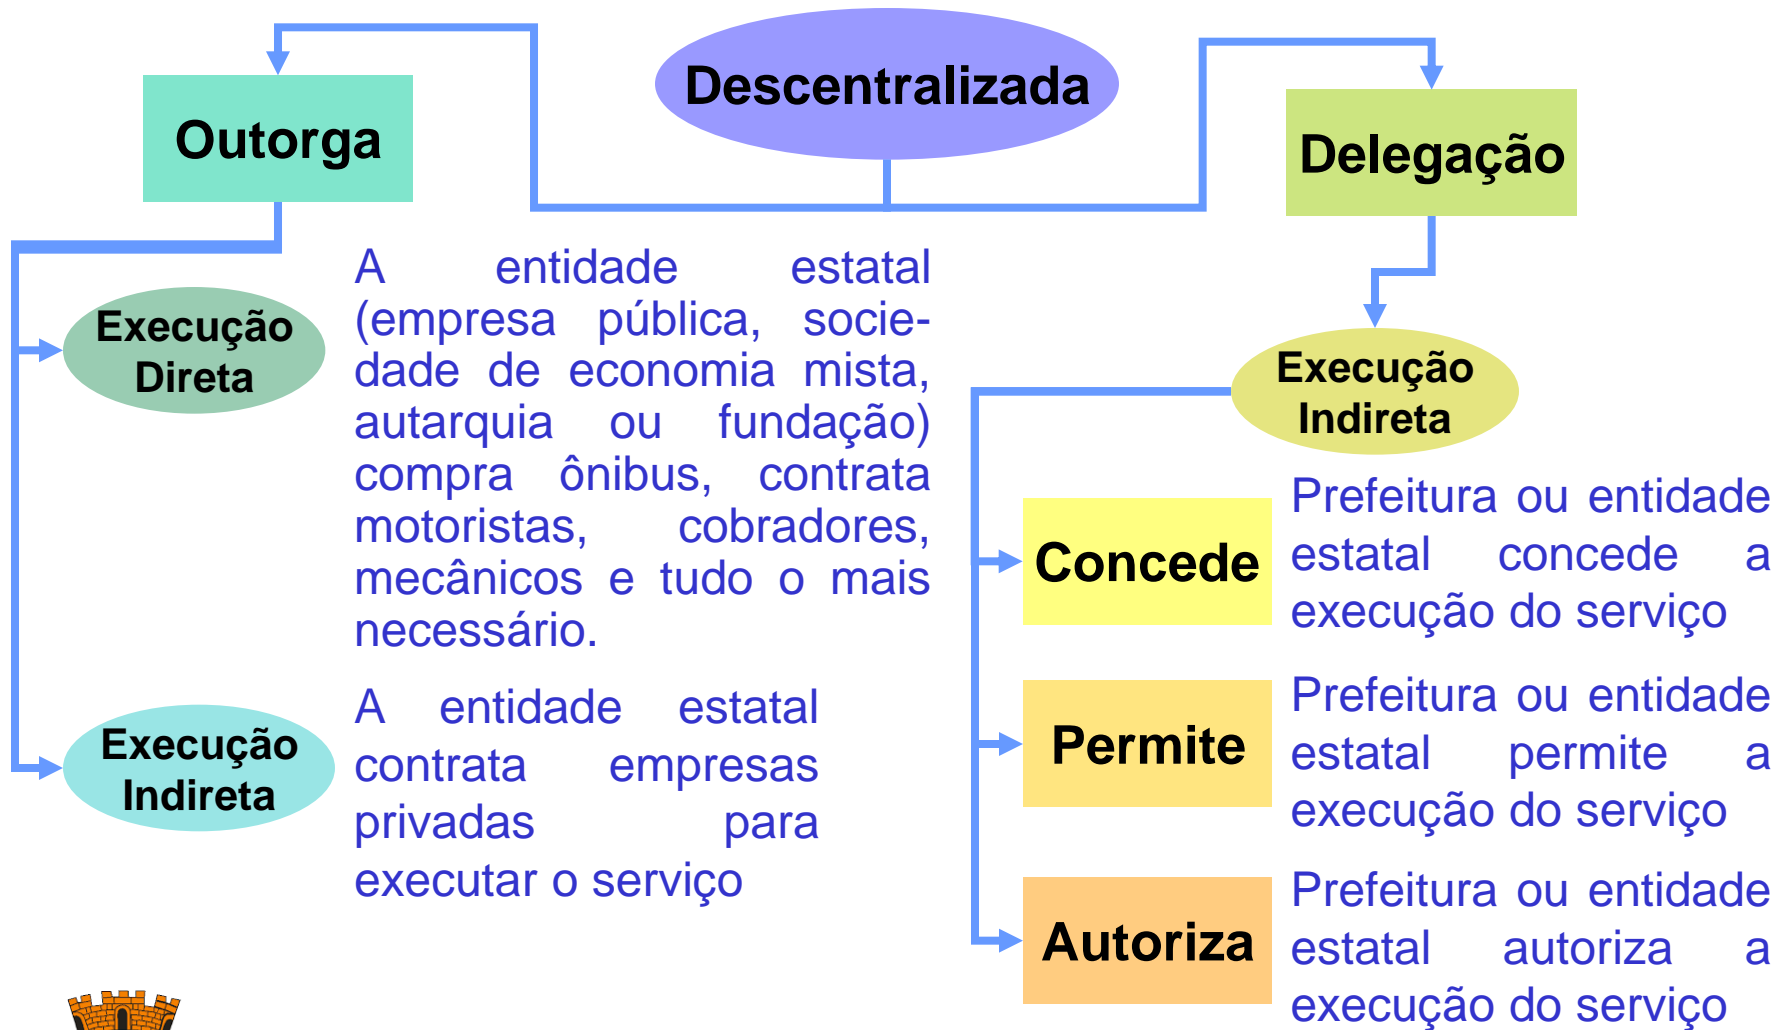 Descentralizada
Outorga
Delegação
Execução
Direta
A entidade estatal
(empresa pública, socie-
dade de economia mista,
autarquia ou fundação)
compra ônibus, contrata
motoristas, cobradores,
mecânicos e tudo o mais
necessário.
Execução
Indireta
A entidade estatal
contrata empresas
privadas para
executar o serviço
Execução
Indireta
Concede
Prefeitura ou entidade
estatal concede a
execução do serviço
Permite
Prefeitura ou entidade
estatal permite a
execução do serviço
Autoriza
Prefeitura ou entidade
estatal autoriza a
execução do serviço